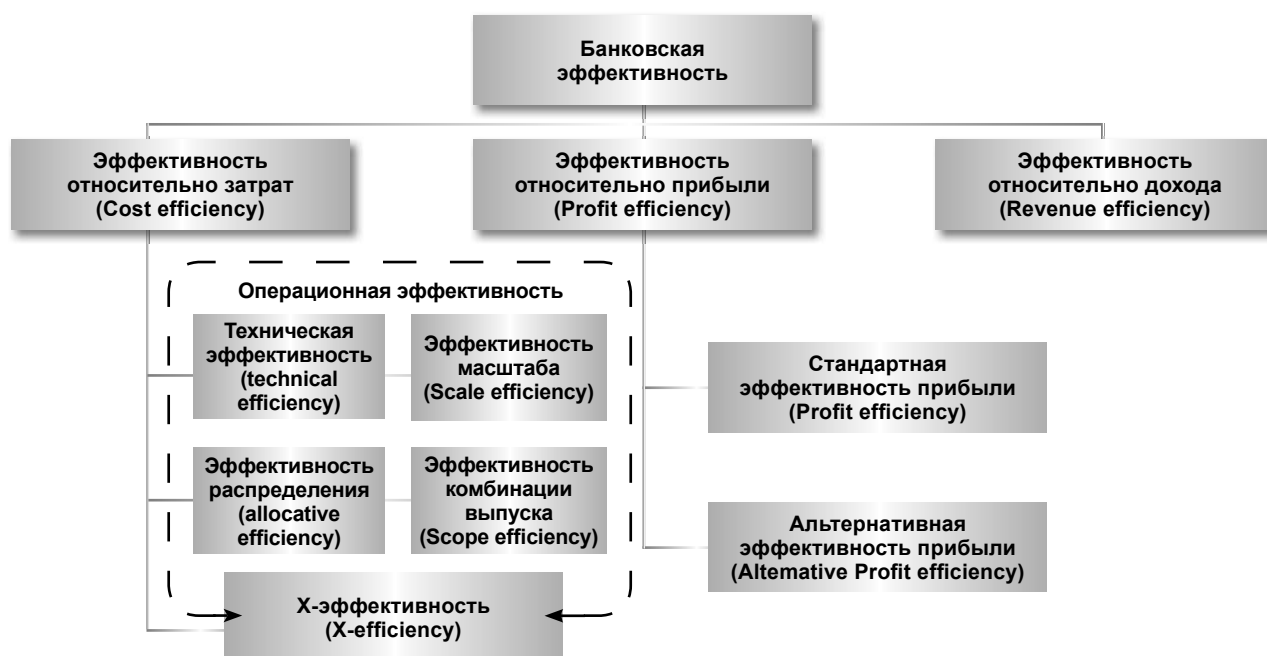 Банковская
эффективность
Эффективность
относительно затрат
(Cost efficiency)
Эффективность
относительно прибыли
(Profit efficiency)
Эффективность
относительно дохода
(Revenue efficiency)
Операционная эффективность
Техническая
эффективность
(technical
efficiency)
Эффективность
масштаба
(Scale efficiency)
Стандартная
эффективность прибыли
(Profit efficiency)
Эффективность
распределения
(allocative
efficiency)
Эффективность
комбинации
выпуска
(Scope efficiency)
Альтернативная
эффективность прибыли
(Altemative Profit efficiency)
Х-эффективность
(X-efficiency)